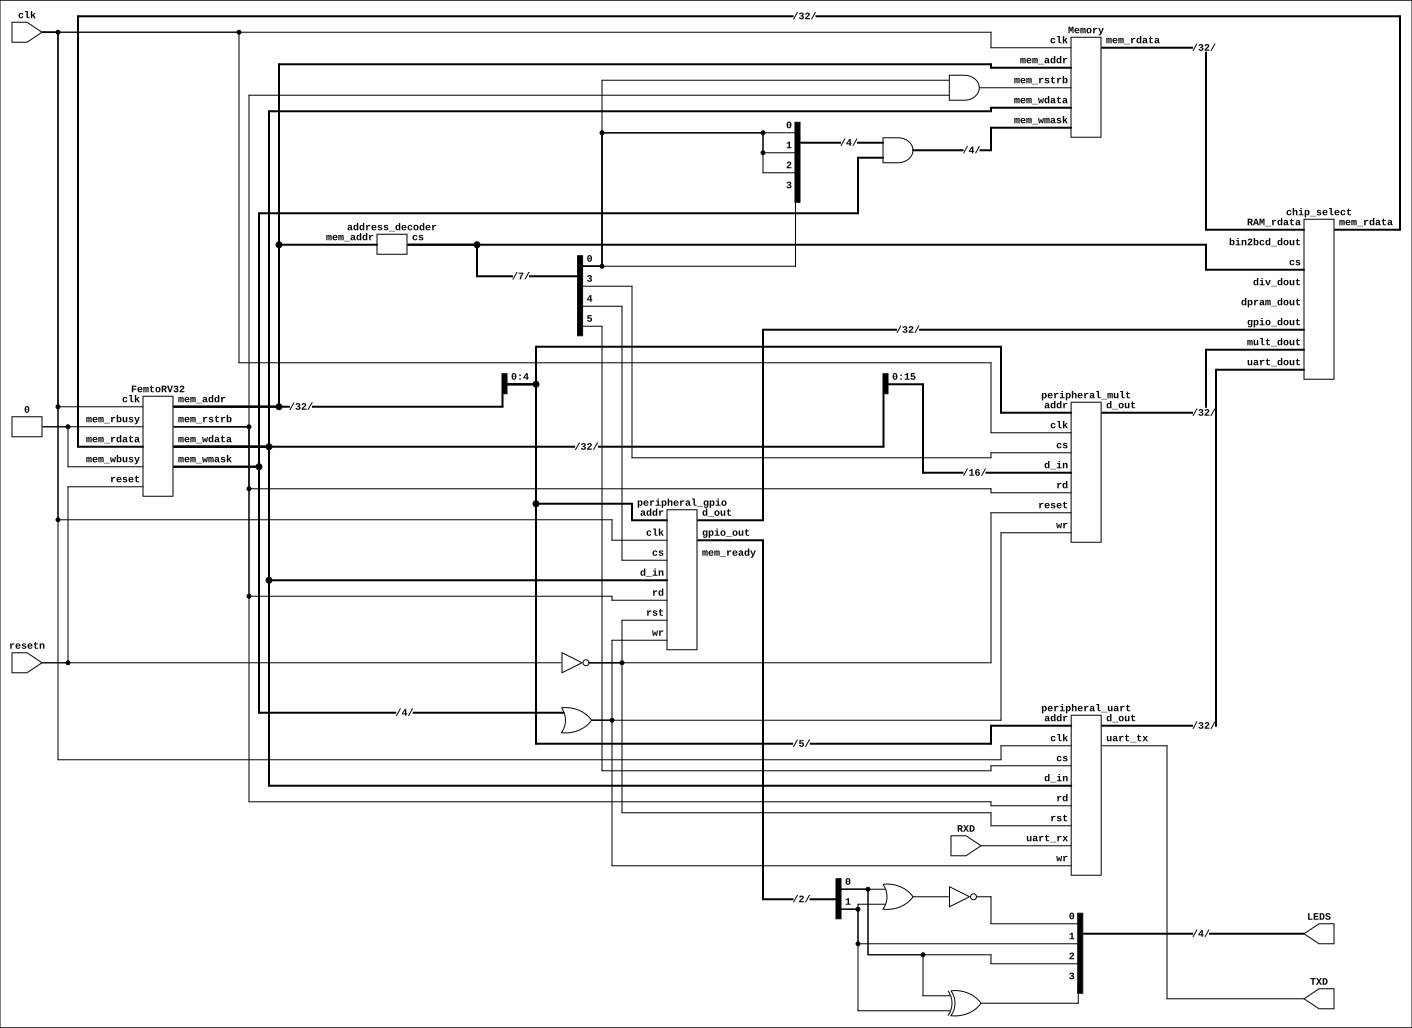 clk
/32/
Memory
clk
mem_rdata
/32/
mem_addr
mem_rstrb
mem_wdata
mem_wmask
0
1
2
3
/4/
/4/
address_decoder
mem_addr
cs
/7/
0
3
4
5
chip_select
RAM_rdata
mem_rdata
bin2bcd_dout
cs
div_dout
dpram_dout
gpio_dout
mult_dout
uart_dout
/32/
FemtoRV32
clk
mem_addr
/32/
0:4
0
mem_rbusy
mem_rstrb
mem_rdata
mem_wdata
/32/
0:15
mem_wbusy
mem_wmask
reset
peripheral_mult
addr
d_out
/32/
clk
cs
/16/
d_in
rd
reset
wr
peripheral_gpio
addr
d_out
clk
gpio_out
cs
mem_ready
d_in
rd
rst
wr
resetn
/4/
/5/
peripheral_uart
addr
d_out
/32/
clk
uart_tx
cs
d_in
rd
rst
RXD
uart_rx
wr
/2/
0
1
0
1
2
3
/4/
LEDS
TXD